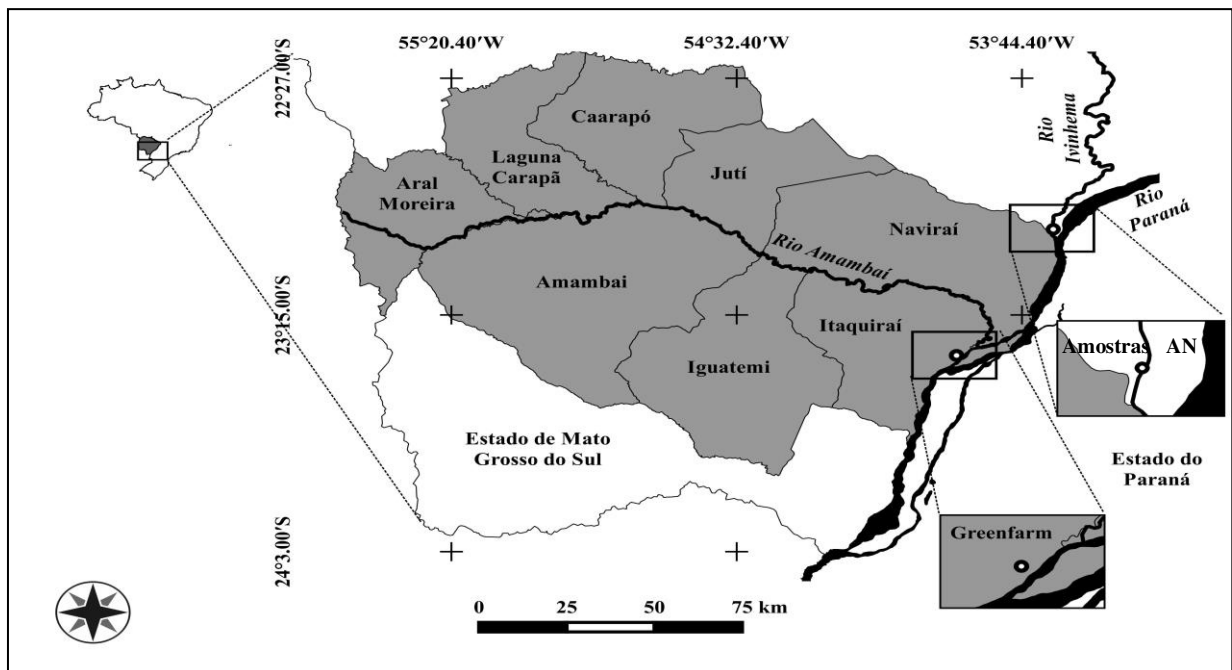 55°20.40'W
54°32.40'W
53°44.40'W
22°27.00'S
23°15.00'S
24°3.00'S
Caarapó
Laguna
Carapã
Jutí
Aral
Moreira
Naviraí
Rio
Ivinhema
Rio
Paraná
Rio Amambaí
Amambai
Itaquiraí
Iguatemi
Amostras AN
Estado de Mato
Grosso do Sul
Estado do
Paraná
Greenfarm
0 25 50 75 km